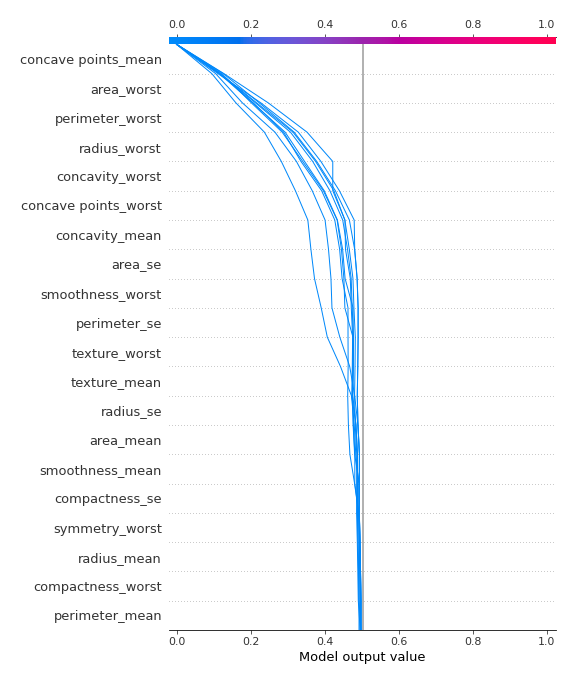 0.0 0.2 0.4 0.6 0.8 1.0
concave points_mean
area_worst
perimeter_worst
radius_worst
concavity_worst
concave points_worst
concavity_mean
area_se
smoothness_worst
perimeter_se
texture_worst
texture_mean
radius_se
area_mean
smoothness_mean
compactness_se
symmetry_worst
radius_mean
compactness_worst
perimeter_mean
0.0 0.2 0.4 0.6 0.8 1.0
Model output value